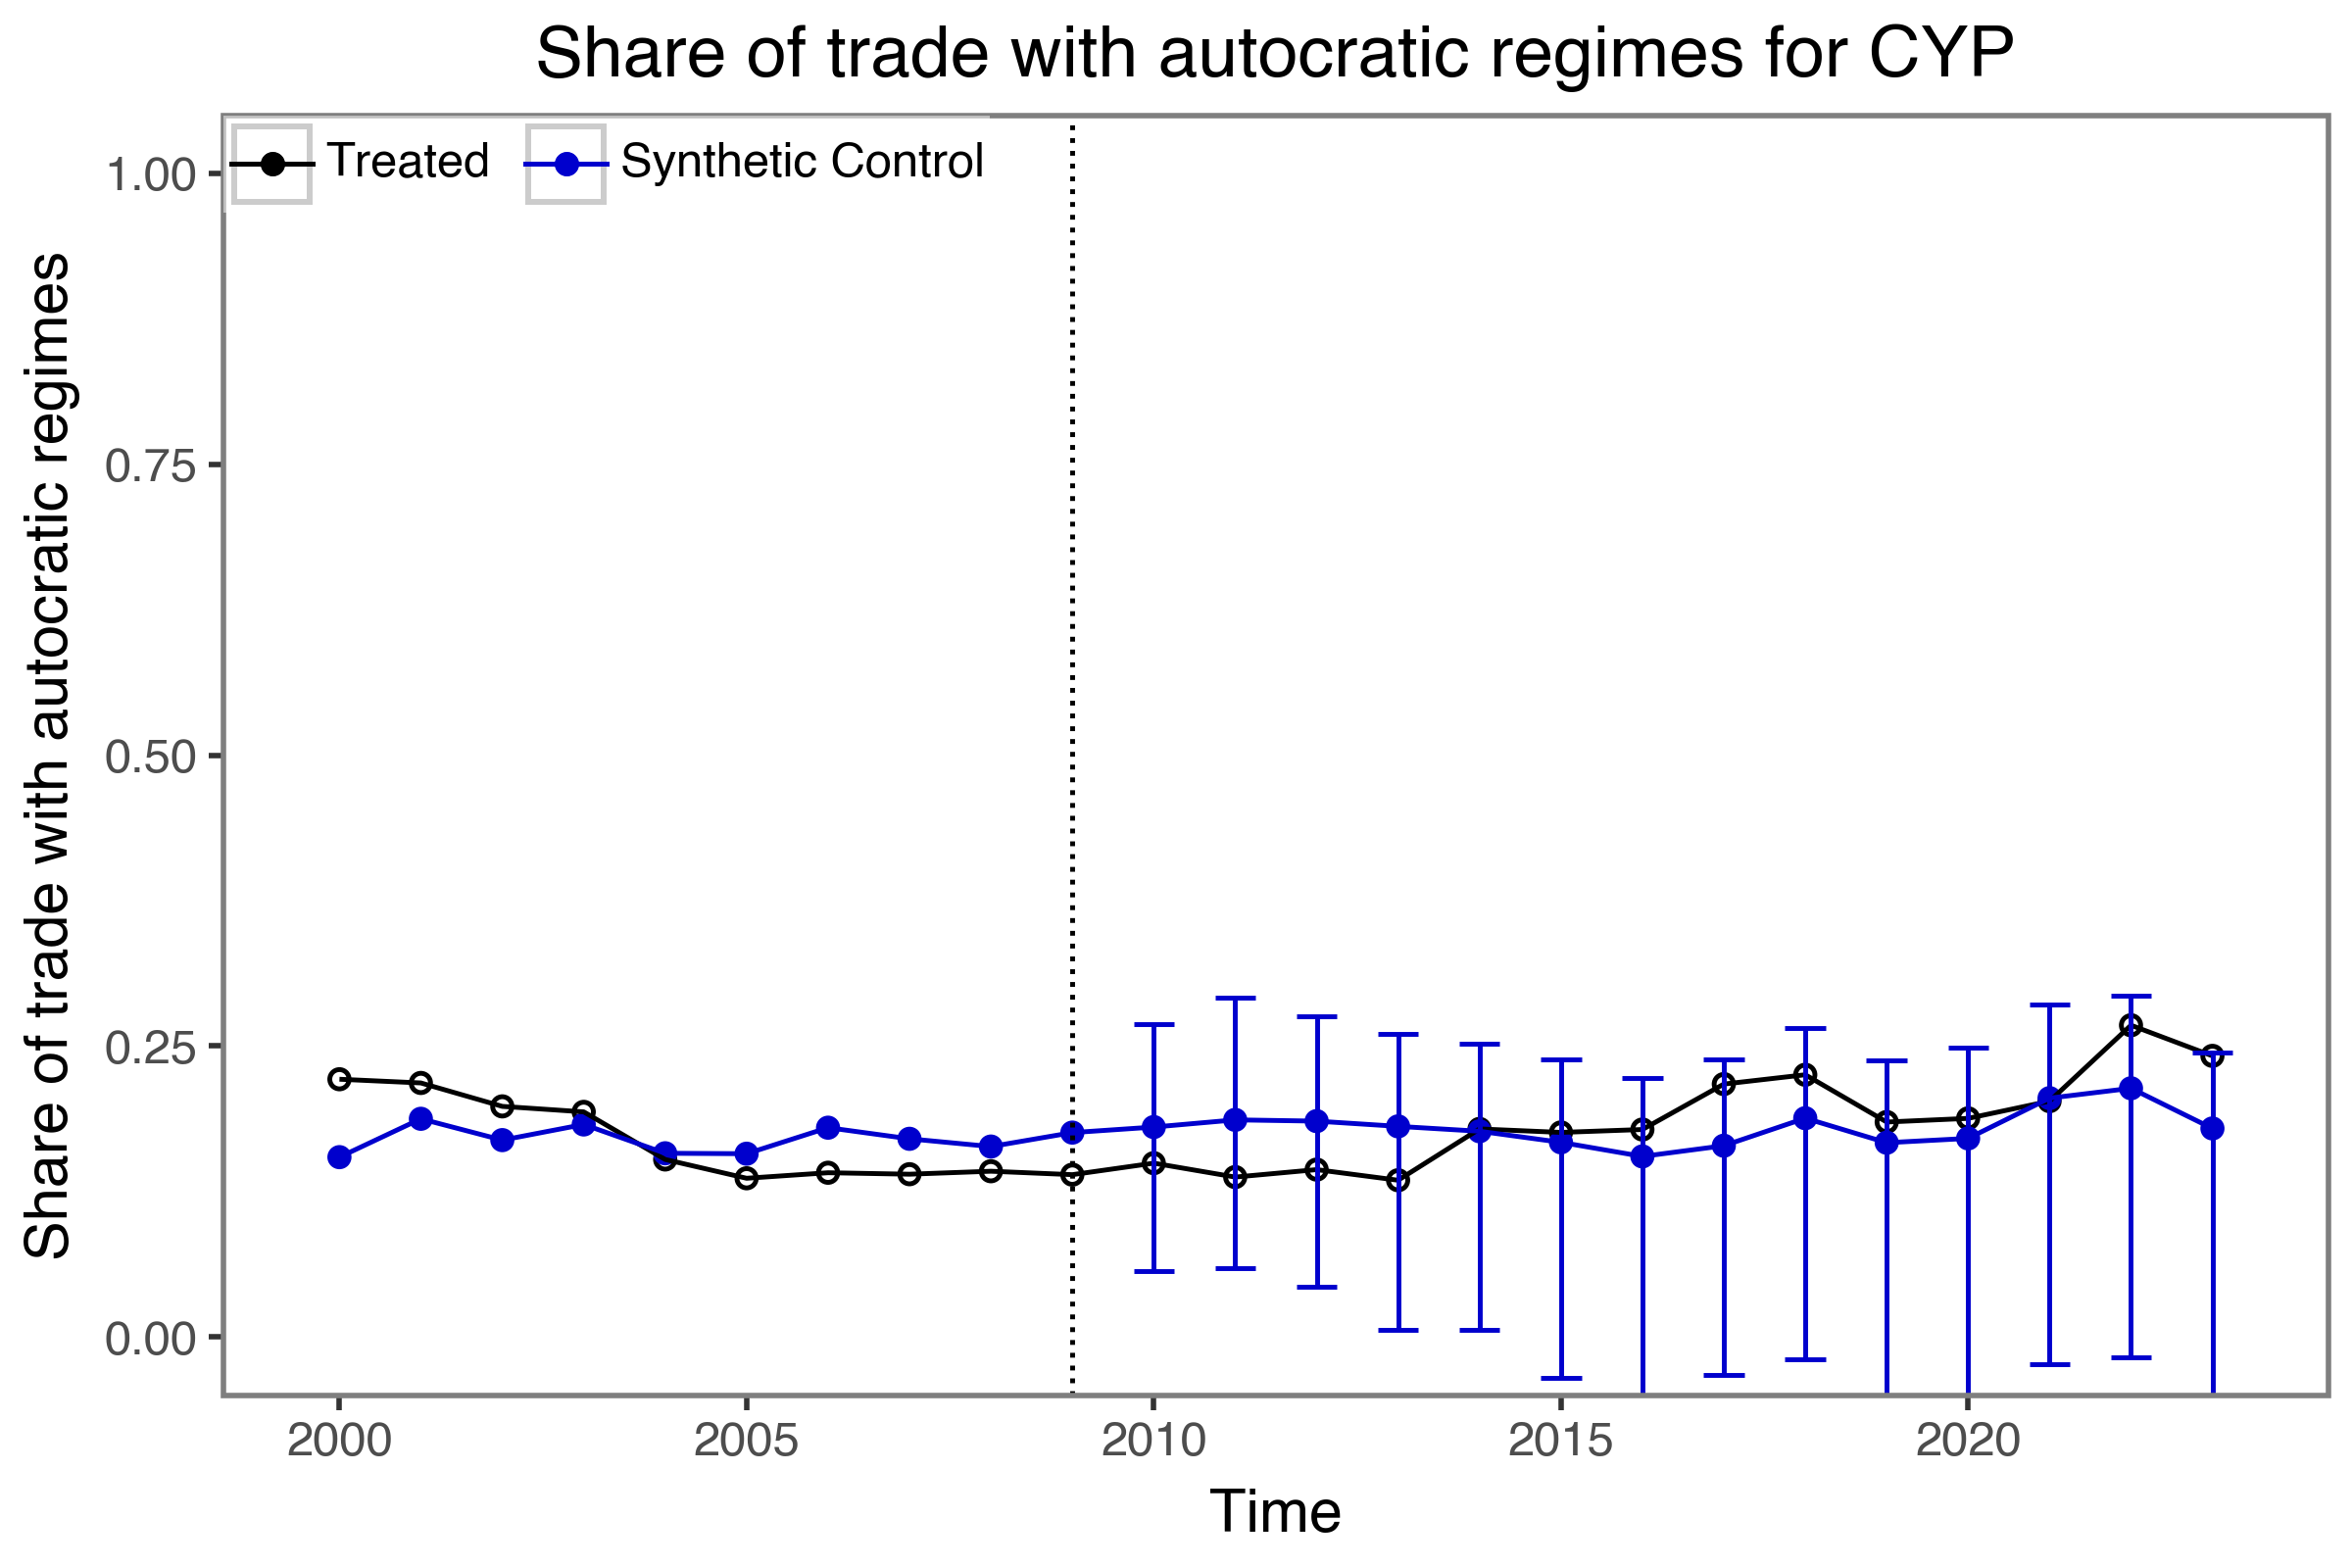 Share of trade with autocratic regimes for CYP
Treated
Synthetic Control
Share of trade with autocratic regimes
1.00
0.75
0.50
0.25
0.00
2000
2005
2010
2015
2020
Time